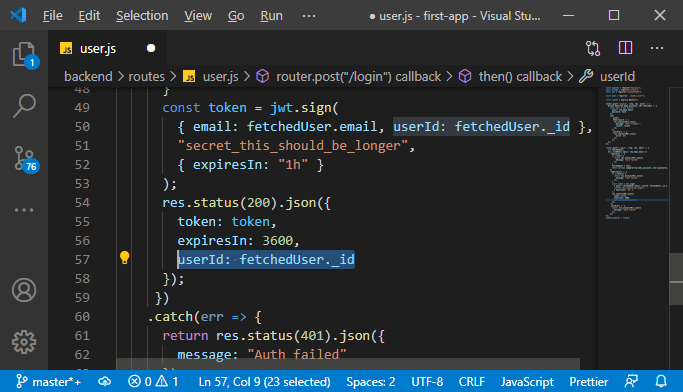 File Edit Selection View Go Run ··· ● user.js - first-app - Visual Stu...
JS user.js ●
backend > routes > JS user.js > router.post("/login") callback > then() callback > userId
48 }
49 const token = jwt.sign(
50 { email: fetchedUser.email, userId: fetchedUser._id },
51 "secret_this_should_be_longer",
52 { expiresIn: "1h" }
53 );
54 res.status(200).json({
55 token: token,
56 expiresIn: 3600,
57 userId: fetchedUser._id
58 });
59 })
60 .catch(err => {
61 return res.status(401).json({
62 message: "Auth failed"
1
76
master*+ 0 1 Ln 57, Col 9 (23 selected) Spaces: 2 UTF-8 CRLF JavaScript Prettier